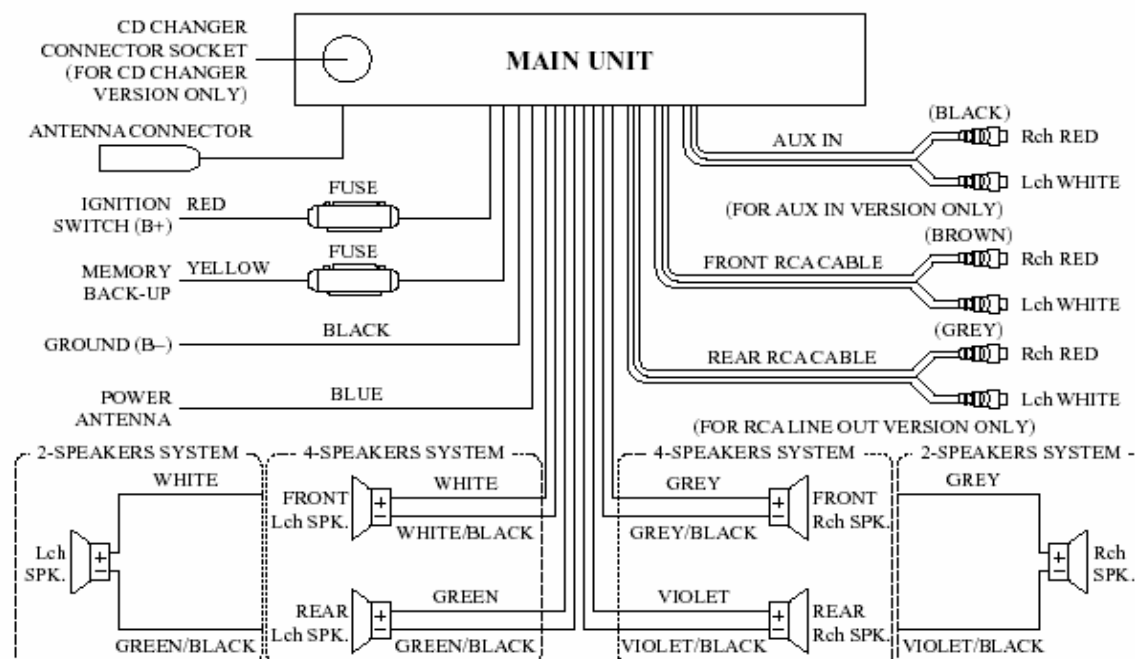 CD CHANGER
CONNECTOR SOCKET
(FOR CD CHANGER
VERSION ONLY)
MAIN UNIT
ANTENNA CONNECTOR
(BLACK)
AUX IN
Rch RED
Lch WHITE
(FOR AUX IN VERSION ONLY)
FUSE
IGNITION
SWITCH (B+)
RED
FUSE
MEMORY
BACK-UP
YELLOW
(BROWN)
FRONT RCA CABLE
Rch RED
Lch WHITE
GROUND (B–)
BLACK
(GREY)
REAR RCA CABLE
Rch RED
Lch WHITE
(FOR RCA LINE OUT VERSION ONLY)
POWER
ANTENNA
BLUE
2-SPEAKERS SYSTEM
WHITE
Lch
SPK.
GREEN/BLACK
4-SPEAKERS SYSTEM
FRONT
Lch SPK.
WHITE
WHITE/BLACK
REAR
Lch SPK.
GREEN
GREEN/BLACK
4-SPEAKERS SYSTEM
GREY
GREY/BLACK
FRONT
Rch SPK.
VIOLET
VIOLET/BLACK
REAR
Rch SPK.
2-SPEAKERS SYSTEM
GREY
Rch
SPK.
VIOLET/BLACK